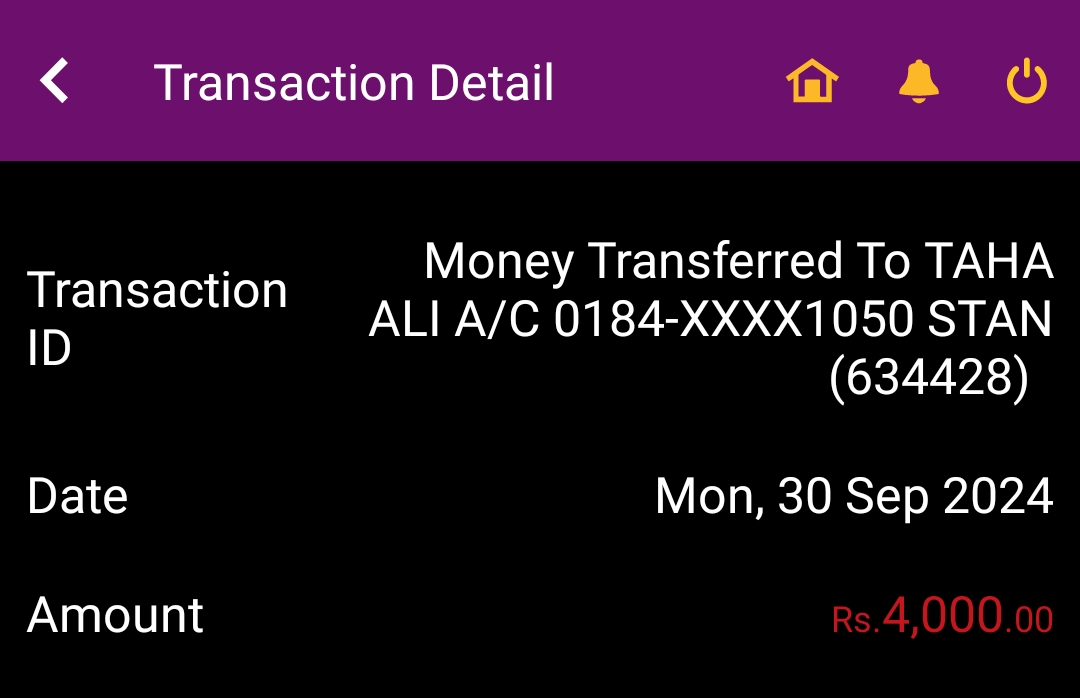 Transaction Detail
Transaction
ID
Money Transferred To TAHA
ALI A/C 0184-XXXX1050 STAN
(634428)
Date
Mon, 30 Sep 2024
Amount
Rs.4,000.00